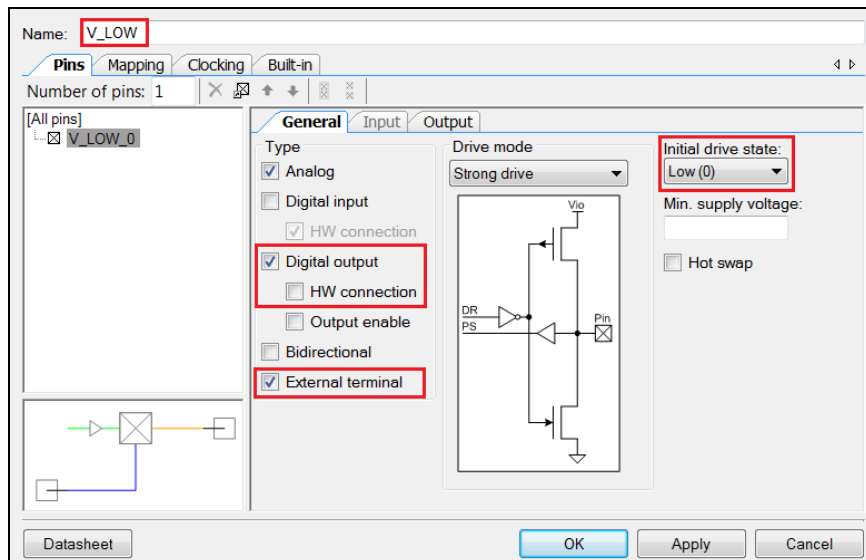 Name: V_LOW
Pins Mapping Clocking Built-in
Number of pins: 1
[All pins]
V_LOW_0
General Input Output
Type
Analog
Digital input
HW connection
Digital output
HW connection
Output enable
Bidirectional
External terminal
Drive mode
Strong drive
Vio
DR
PS
Pin
Initial drive state:
Low (0)
Min. supply voltage:
Hot swap
Datasheet OK Apply Cancel